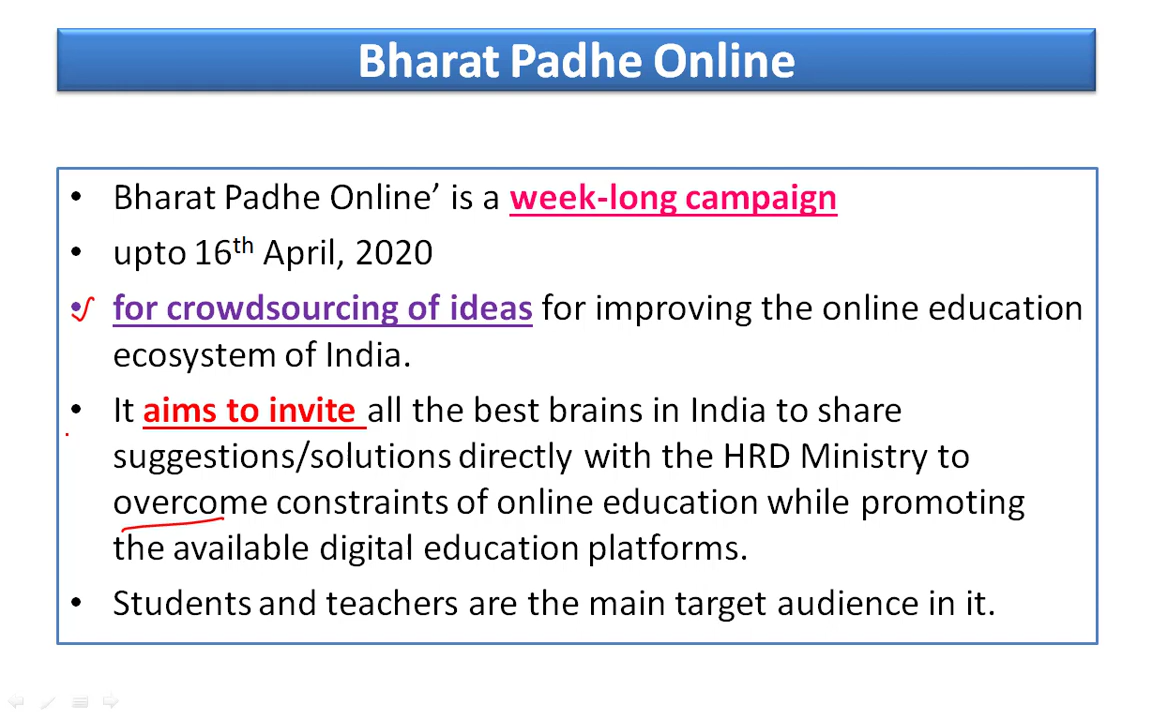 Bharat Padhe Online
• Bharat Padhe Online’ is a week-long campaign
• upto 16th April, 2020
• for crowdsourcing of ideas for improving the online education
ecosystem of India.
• It aims to invite all the best brains in India to share
suggestions/solutions directly with the HRD Ministry to
overcome constraints of online education while promoting
the available digital education platforms.
• Students and teachers are the main target audience in it.